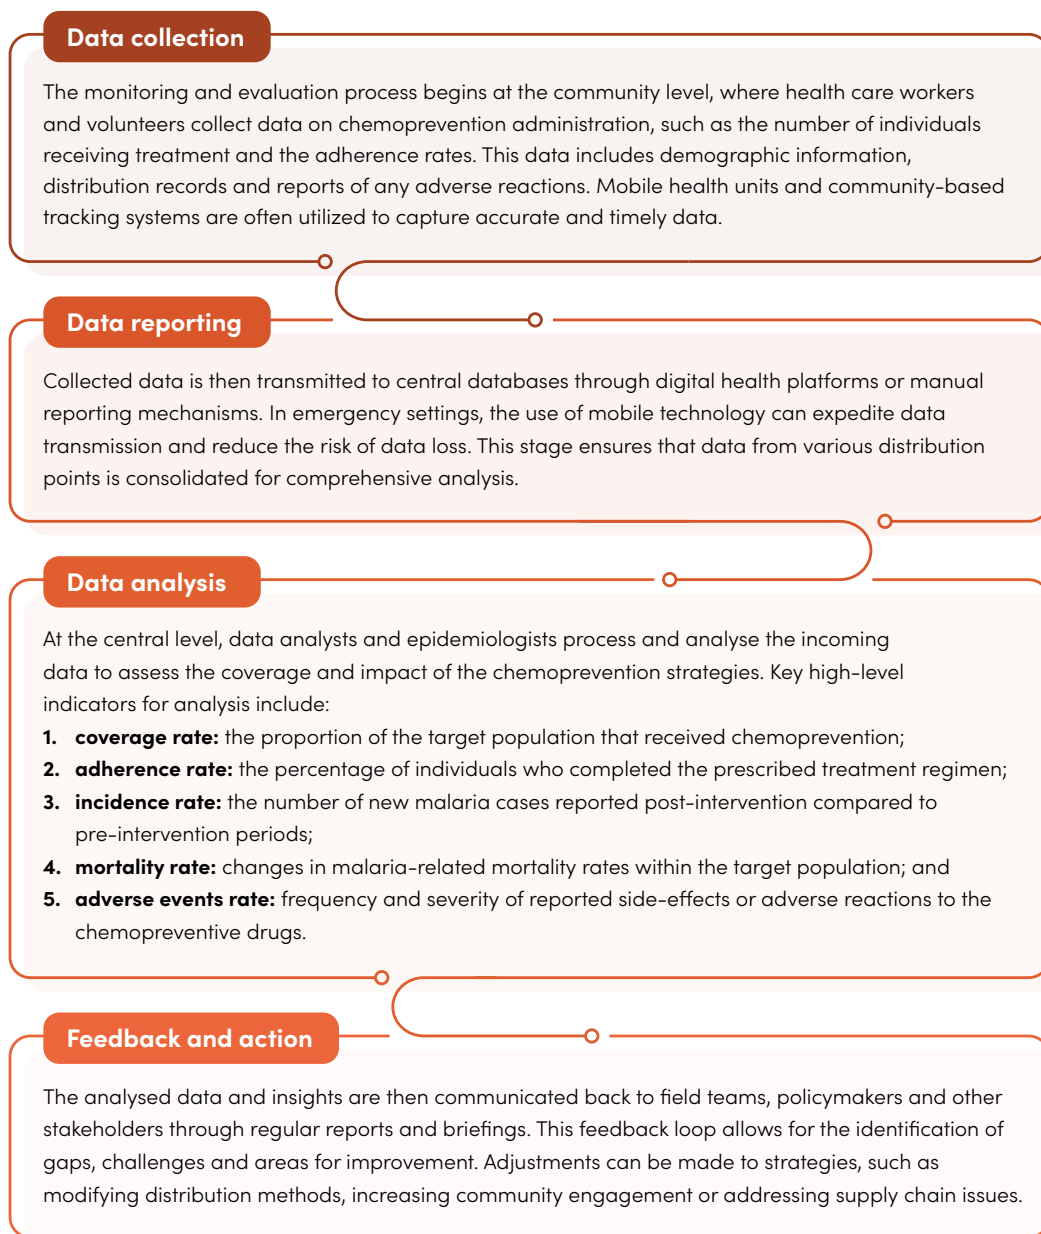 Data collection
The monitoring and evaluation process begins at the community level, where health care workers
and volunteers collect data on chemoprevention administration, such as the number of individuals
receiving treatment and the adherence rates. This data includes demographic information,
distribution records and reports of any adverse reactions. Mobile health units and community-based
tracking systems are often utilized to capture accurate and timely data.
Data reporting
Collected data is then transmitted to central databases through digital health platforms or manual
reporting mechanisms. In emergency settings, the use of mobile technology can expedite data
transmission and reduce the risk of data loss. This stage ensures that data from various distribution
points is consolidated for comprehensive analysis.
Data analysis
At the central level, data analysts and epidemiologists process and analyse the incoming
data to assess the coverage and impact of the chemoprevention strategies. Key high-level
indicators for analysis include:
1. coverage rate: the proportion of the target population that received chemoprevention;
2. adherence rate: the percentage of individuals who completed the prescribed treatment regimen;
3. incidence rate: the number of new malaria cases reported post-intervention compared to
pre-intervention periods;
4. mortality rate: changes in malaria-related mortality rates within the target population; and
5. adverse events rate: frequency and severity of reported side-effects or adverse reactions to the
chemopreventive drugs.
Feedback and action
The analysed data and insights are then communicated back to field teams, policymakers and other
stakeholders through regular reports and briefings. This feedback loop allows for the identification of
gaps, challenges and areas for improvement. Adjustments can be made to strategies, such as
modifying distribution methods, increasing community engagement or addressing supply chain issues.